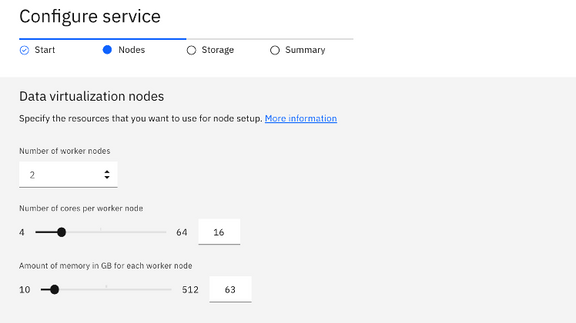 Configure service
Start Nodes Storage Summary
Data virtualization nodes
Specify the resources that you want to use for node setup. More information
Number of worker nodes
2
Number of cores per worker node
4 64 16
Amount of memory in GB for each worker node
10 512 63